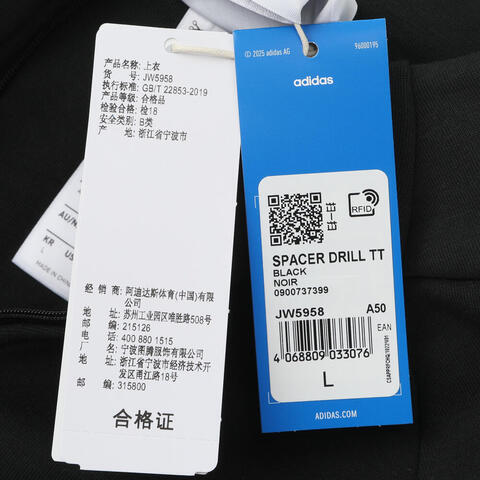 产品名称: 上衣
货 号: JW5958
执行标准: GB/T 22853-2019
产品等级: 合格品
检验合格: 检18
安全类别: B类
产 地: 浙江省宁波市
经 销 商: 阿迪达斯体育(中国)有限
公司
地 址: 苏州工业园区唯胜路508号
邮 编: 215126
电 话: 400 880 1515
厂 名: 宁波图腾服饰有限公司
地 址: 浙江省宁波市经济技术开
发区凤洋一路18号
邮 编: 315800
合格证
KR
MADE IN CHINA
© 2025 adidas AG
96000195
adidas
RFID
SPACER DRILL TT
BLACK
NOIR
0900737399
JW5958 A50
EAN
4 068809 033076
L
ADIDAS.COM